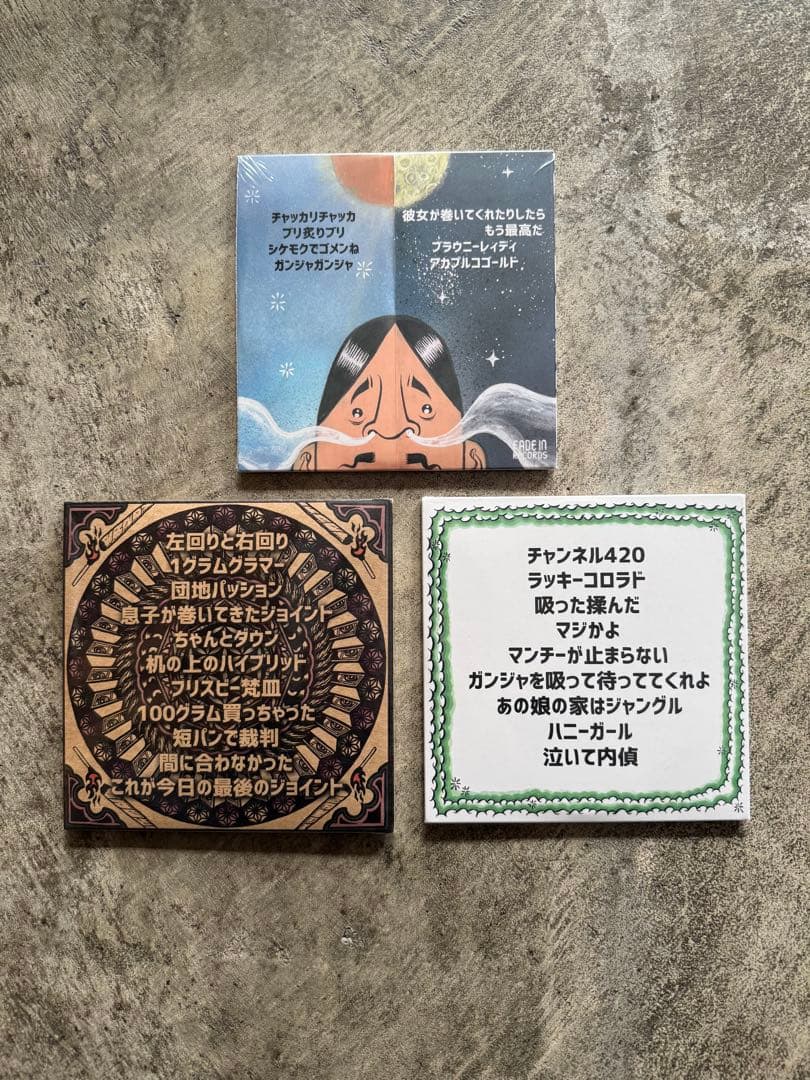 チャッカリチャッカ
ブリ炙りブリ
シケモクでゴメンね
ガンジャガンジャ
彼女が巻いてくれたりしたら
もう最高だ
ブラウニーレィディ
アカプルコゴールド
FADE IN
RECORDS
左回りと右回り
1グラムグラマー
団地パッション
息子が巻いてきたジョイント
ちゃんとダウン
机の上のハイブリッド
フリスビー梵皿
100グラム買っちゃった
短パンで裁判
間に合わなかった
これが今日の最後のジョイント
チャンネル420
ラッキーコロラド
吸った揉んだ
マジかよ
マンチーが止まらない
ガンジャを吸って待っててくれよ
あの娘の家はジャングル
ハニーガール
泣いて内偵